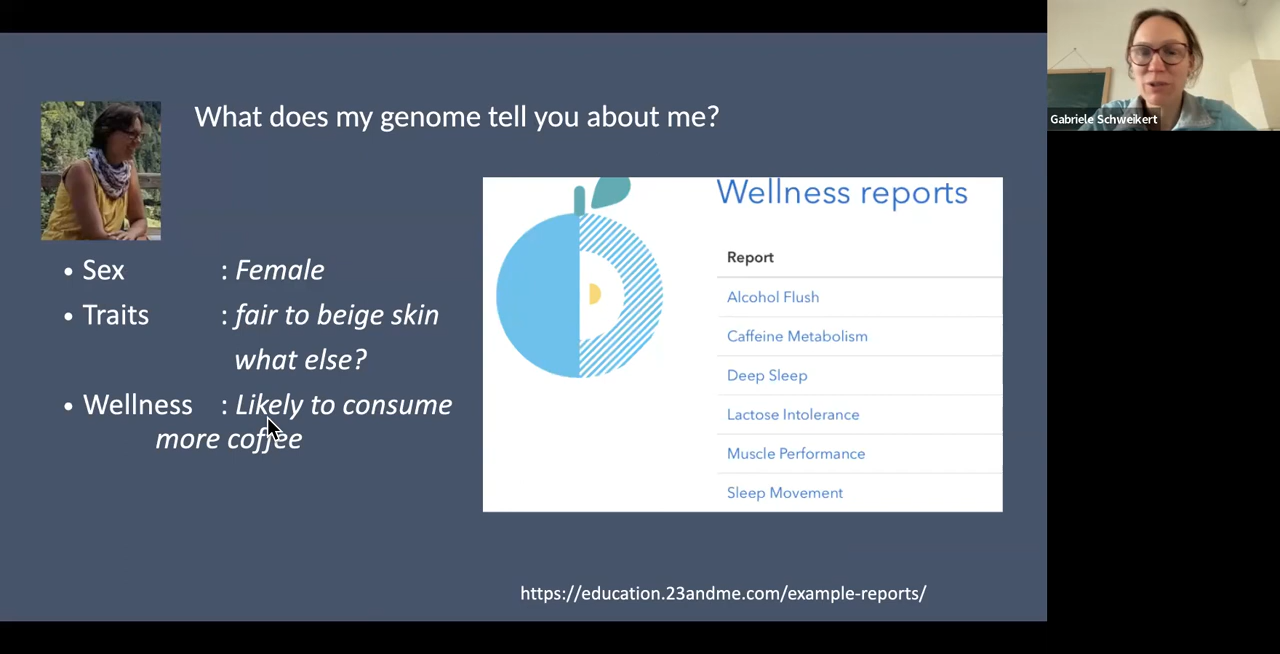 What does my genome tell you about me?
Gabriele Schweikert
• Sex : Female
• Traits : fair to beige skin
what else?
• Wellness : Likely to consume
more coffee
Wellness reports
Report
Alcohol Flush
Caffeine Metabolism
Deep Sleep
Lactose Intolerance
Muscle Performance
Sleep Movement
https://education.23andme.com/example-reports/